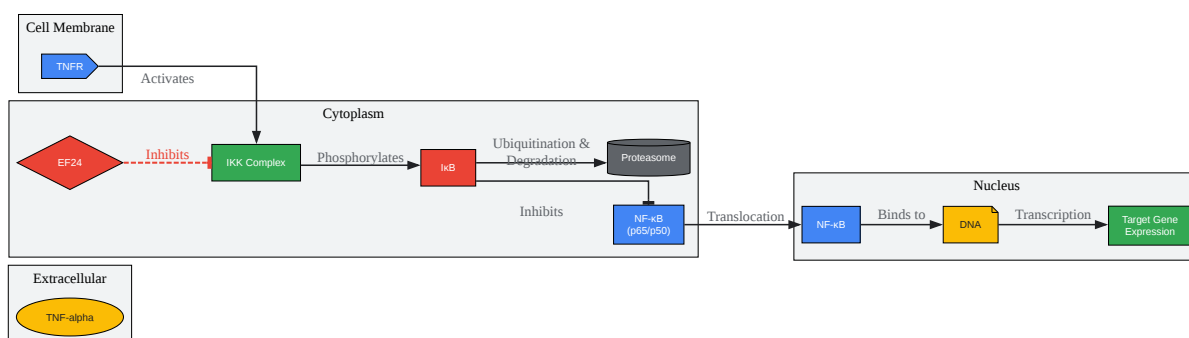 Cell Membrane
TNFR
Activates
Cytoplasm
EF24
Inhibits
IKK Complex
Phosphorylates
IκB
Ubiquitination &
Degradation
Proteasome
Inhibits
NF-κB
(p65/p50)
Translocation
Nucleus
NF-κB
Binds to
DNA
Transcription
Target Gene
Expression
Extracellular
TNF-alpha